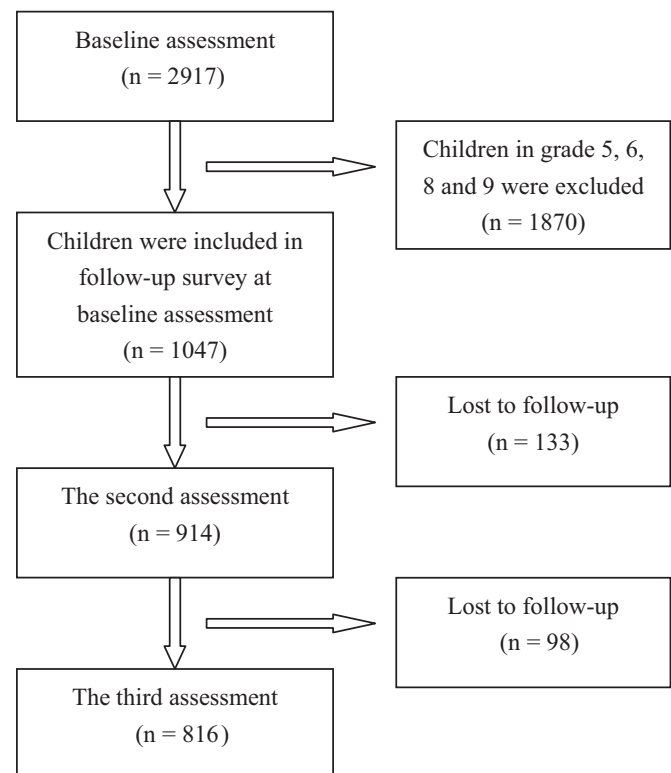 Baseline assessment
(n = 2917)
Children in grade 5, 6,
8 and 9 were excluded
(n = 1870)
Children were included in
follow-up survey at
baseline assessment
(n = 1047)
Lost to follow-up
(n = 133)
The second assessment
(n = 914)
Lost to follow-up
(n = 98)
The third assessment
(n = 816)